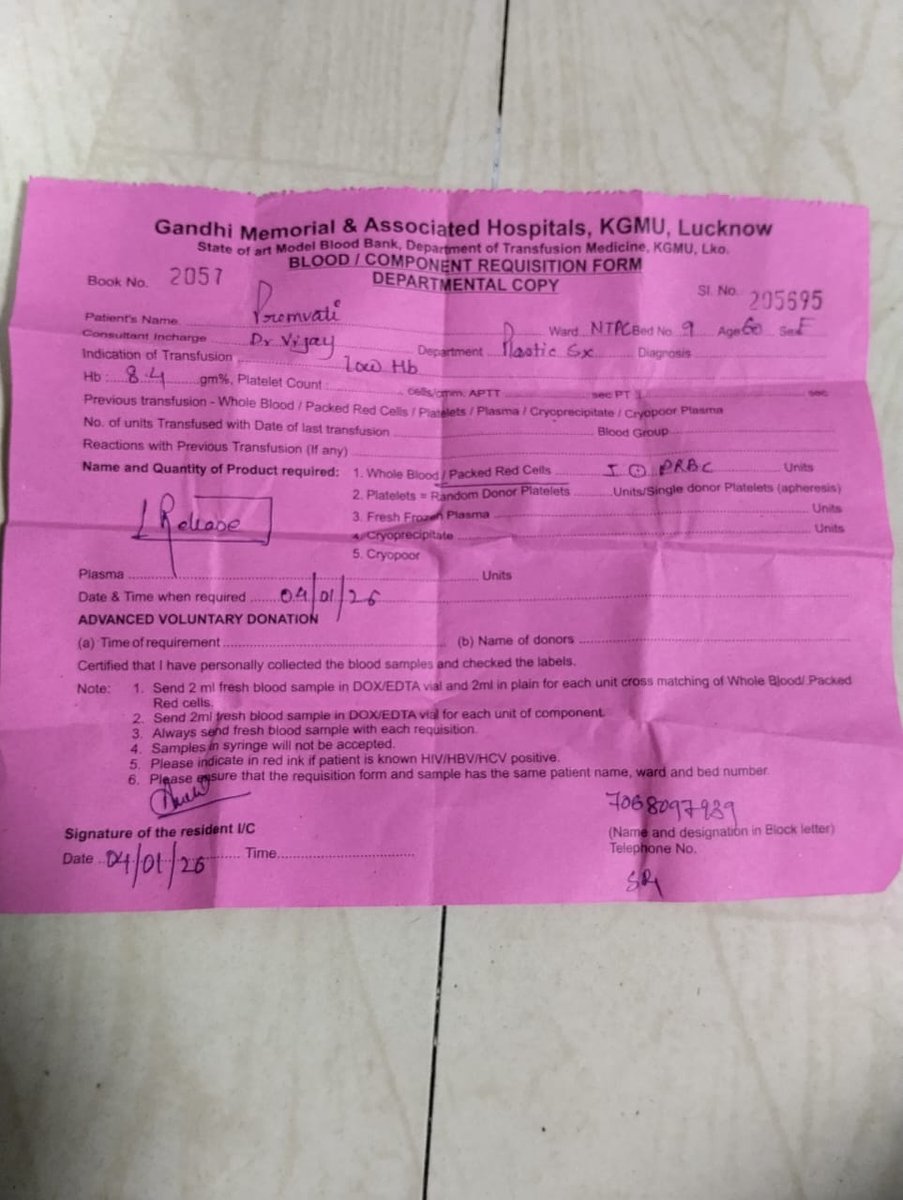 Gandhi Memorial & Associated Hospitals, KGMU, Lucknow
State of art Model Blood Bank, Department of Transfusion Medicine, KGMU, Lko.
BLOOD / COMPONENT REQUISITION FORM
Book No. 2057 DEPARTMENTAL COPY Sl. No. 205695
Patient's Name Premvati Ward NTPC Bed No. 9 Age 60 Sex F
Consultant Incharge Dr Vijay Department Plastic Sx Diagnosis
Indication of Transfusion Low Hb
Hb : 8.4 gm%, Platelet Count : cells/cmm. APTT sec PT sec
Previous transfusion - Whole Blood / Packed Red Cells / Platelets / Plasma / Cryoprecipitate / Cryopoor Plasma
No. of units Transfused with Date of last transfusion Blood Group
Reactions with Previous Transfusion (If any)
Name and Quantity of Product required: 1. Whole Blood / Packed Red Cells PRBC Units
2. Platelets = Random Donor Platelets Units/Single donor Platelets (apheresis)
Release
3. Fresh Frozen Plasma Units
4. Cryoprecipitate Units
5. Cryopoor
Plasma Units
Date & Time when required 04/01/26
ADVANCED VOLUNTARY DONATION
(a) Time of requirement (b) Name of donors
Certified that I have personally collected the blood samples and checked the labels.
Note: 1. Send 2 ml fresh blood sample in DOX/EDTA vial and 2ml in plain for each unit cross matching of Whole Blood/ Packed
Red cells.
2. Send 2ml fresh blood sample in DOX/EDTA vial for each unit of component.
3. Always send fresh blood sample with each requisition.
4. Samples in syringe will not be accepted.
5. Please indicate in red ink if patient is known HIV/HBV/HCV positive.
6. Please ensure that the requisition form and sample has the same patient name, ward and bed number.
7068097939
Signature of the resident I/C (Name and designation in Block letter)
Date 04/01/26 Time Telephone No.
SR